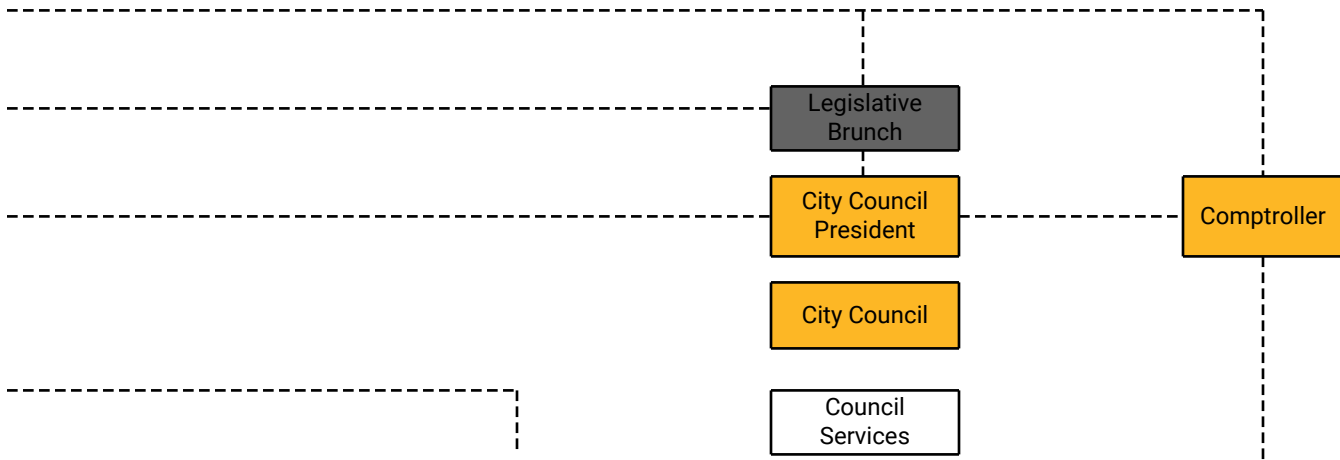 Legislative
Brunch
City Council
President
Comptroller
City Council
Council
Services